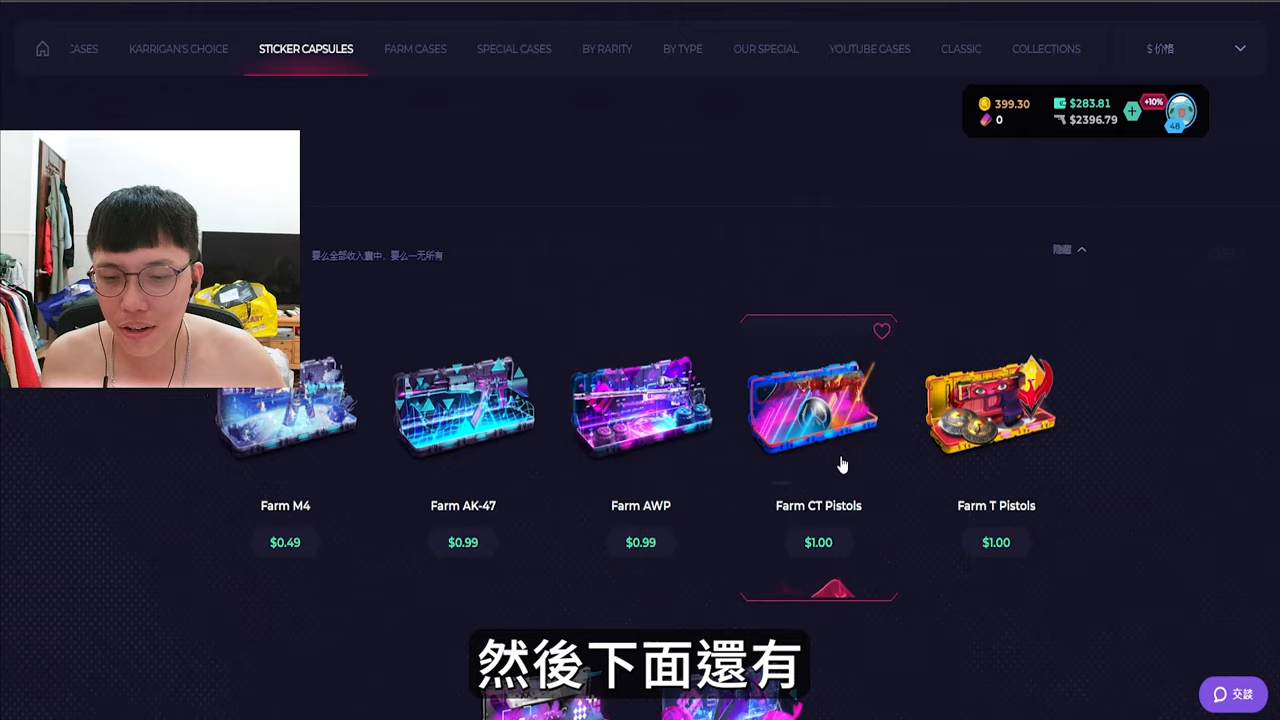 CASES
KARRIGAN'S CHOICE
STICKER CAPSULES
FARM CASES
SPECIAL CASES
BY RARITY
BY TYPE
OUR SPECIAL
YOUTUBE CASES
CLASSIC
COLLECTIONS
$ 价格
399.30
$283.81
+10%
0
$2396.79
48
要么全部收入囊中，要么一无所有
隐藏
Farm M4
Farm AK-47
Farm AWP
Farm CT Pistols
Farm T Pistols
$0.49
$0.99
$0.99
$1.00
$1.00
然後下面還有
交談